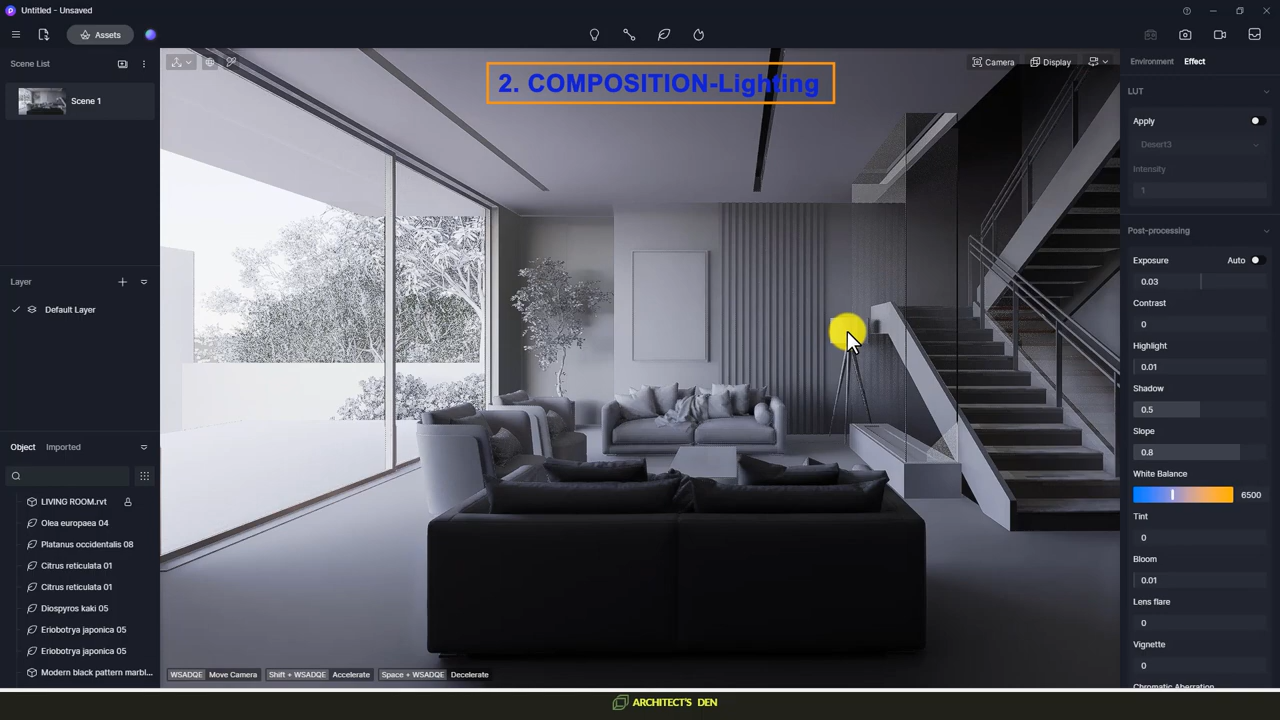 Untitled - Unsaved
Assets
Scene List
Scene 1
Layer
Default Layer
Object Imported
LIVING ROOM.rvt
Olea europaea 04
Platanus occidentalis 08
Citrus reticulata 01
Citrus reticulata 01
Diospyros kaki 05
Eriobotrya japonica 05
Eriobotrya japonica 05
Modern black pattern marbl...
2. COMPOSITION-Lighting
Camera Display
WSADQE Move Camera Shift + WSADQE Accelerate Space + WSADQE Decelerate
Environment Effect
LUT
Apply
Desert3
Intensity
1
Post-processing
Exposure Auto
0.03
Contrast
0
Highlight
0.01
Shadow
0.5
Slope
0.8
White Balance
6500
Tint
0
Bloom
0.01
Lens flare
0
Vignette
0
Chromatic Aberration
ARCHITECT'S DEN